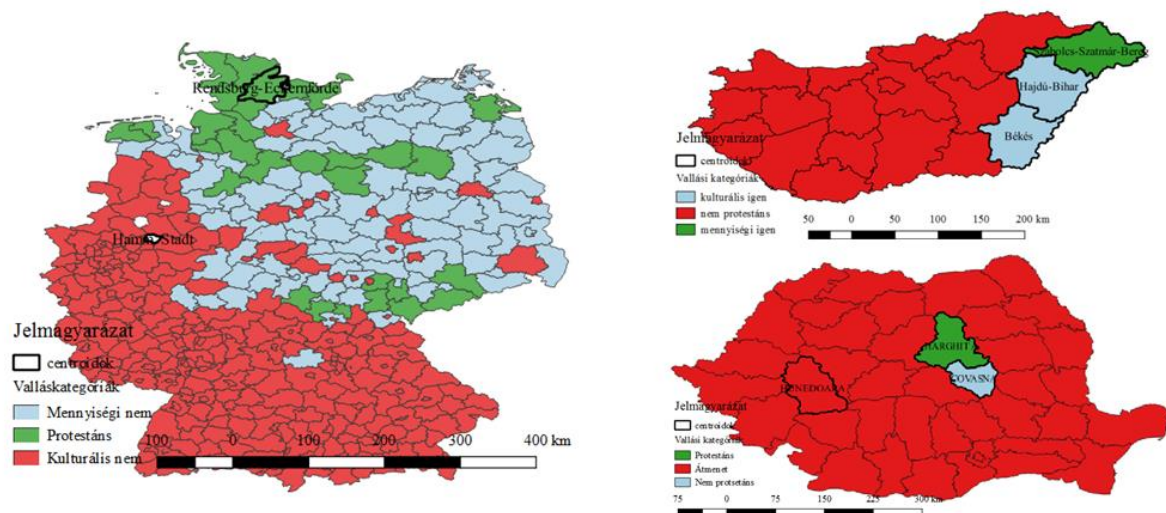 Rendsburg-Eckernförde
Hamm Stadt
Jelmagyarázat
centroidok
Valláskategóriák
Mennyiségi nem
Protestáns
Kulturális nem
100 0 100 200 300 400 km
Szabolcs-Szatmár-Bereg
Hajdú-Bihar
Békés
Jelmagyarázat
centroidok
Vallási kategóriák
kulturális igen
nem protestáns
mennyiségi igen
50 0 50 100 150 200 km
HARGHIT
COVASNA
HUNEDOARA
Jelmagyarázat
centroidok
Vallási kategóriák
Protestáns
Átmenet
Nem protsetáns
75 0 75 150 225 300 km